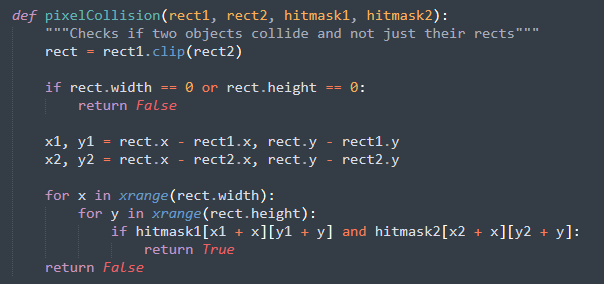 def pixelCollision(rect1, rect2, hitmask1, hitmask2):
    """Checks if two objects collide and not just their rects"""
    rect = rect1.clip(rect2)

    if rect.width == 0 or rect.height == 0:
        return False

    x1, y1 = rect.x - rect1.x, rect.y - rect1.y
    x2, y2 = rect.x - rect2.x, rect.y - rect2.y

    for x in xrange(rect.width):
        for y in xrange(rect.height):
            if hitmask1[x1 + x][y1 + y] and hitmask2[x2 + x][y2 + y]:
                return True
    return False